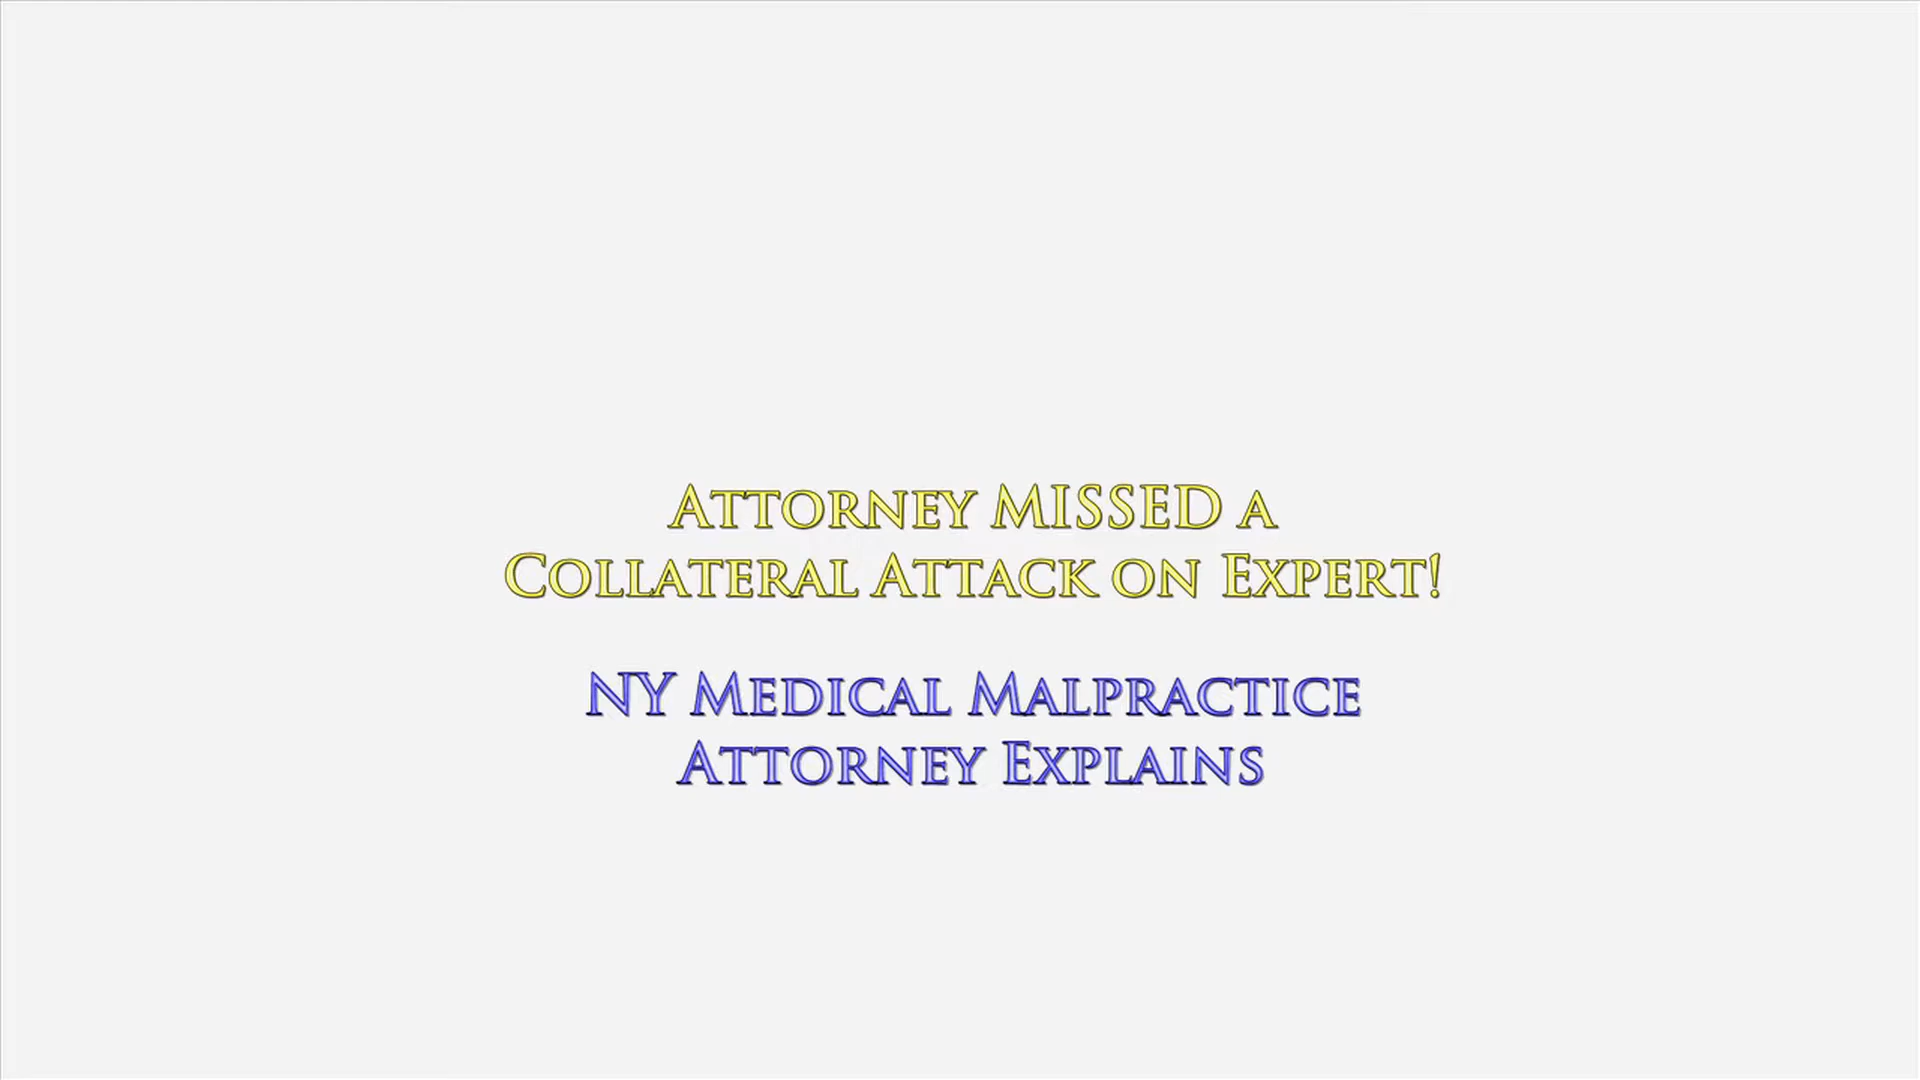 Attorney MISSED a
Collateral Attack on Expert!
NY Medical Malpractice
Attorney Explains